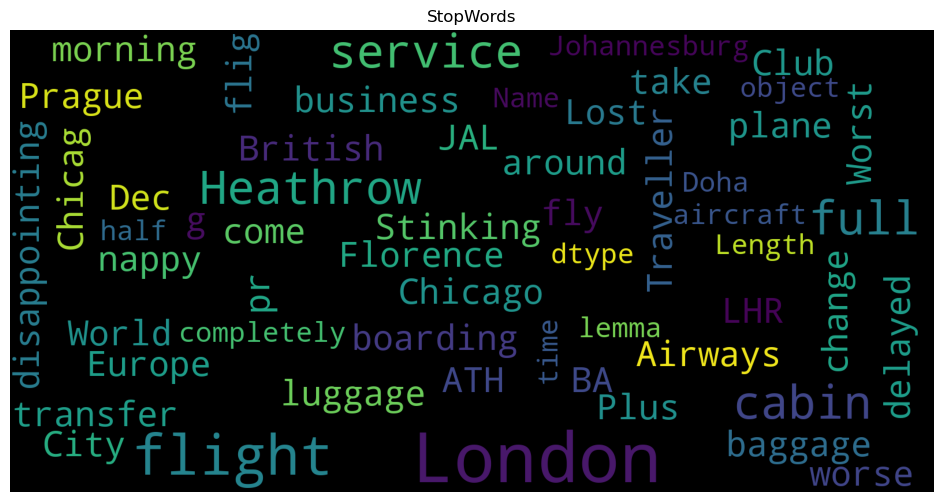 StopWords
morning
flig
service
Johannesburg
Club
take
object
Prague
business
Name
Lost
plane
Worst
disappointing
Chicag
British
JAL
around
Traveller
Doha
Heathrow
Dec
g
half
come
Stinking
fly
aircraft
full
nappy
Florence
dtype
Length
pr
Chicago
LHR
change
delayed
World
completely
boarding
time
lemma
Europe
Airways
luggage
ATH
BA
Plus
cabin
transfer
City
flight
London
baggage
worse